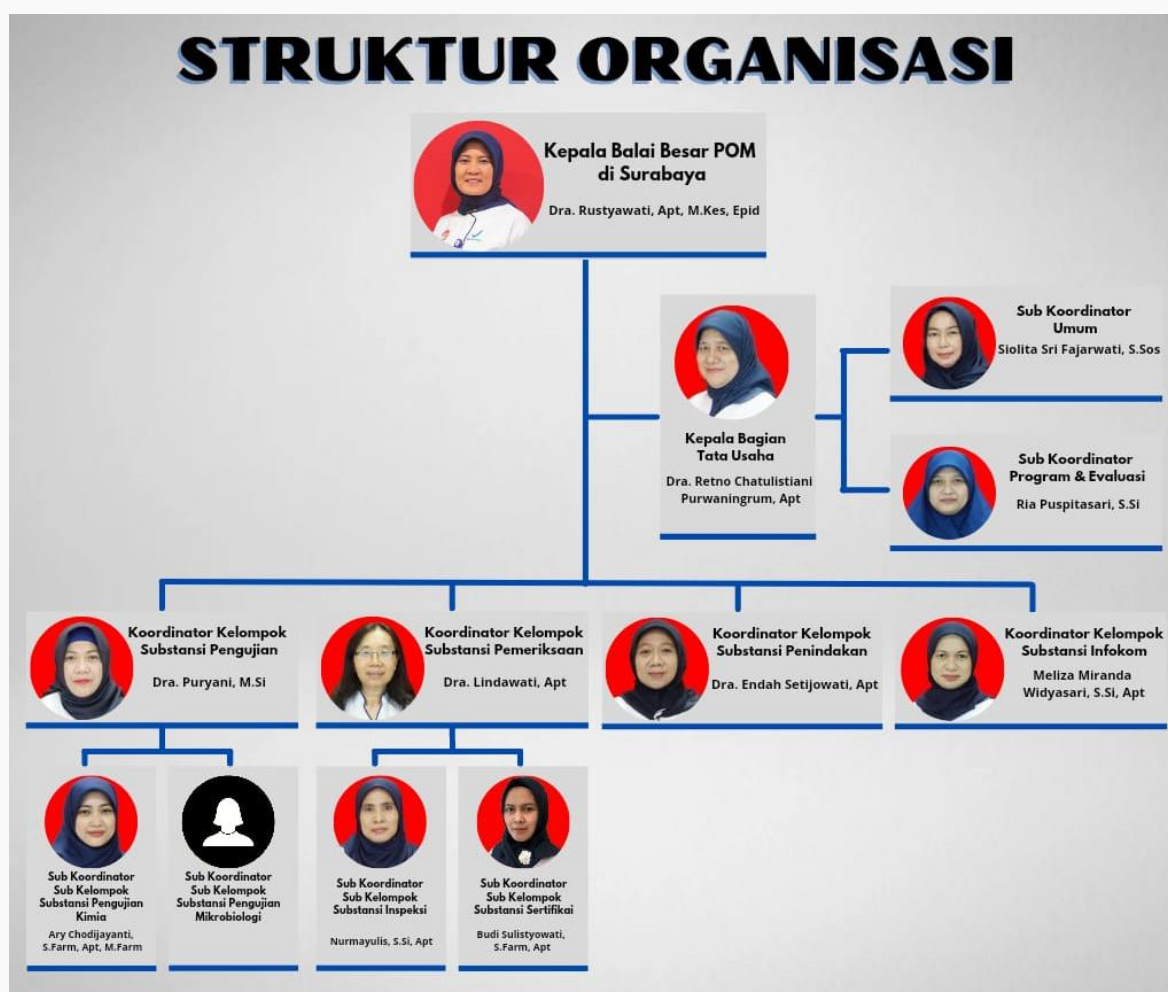 STRUKTUR ORGANISASI
Kepala Balai Besar POM
di Surabaya
Dra. Rustyawati, Apt, M.Kes, Epid
Kepala Bagian
Tata Usaha
Dra. Retno Chatulistiani
Purwaningrum, Apt
Sub Koordinator
Umum
Siolita Sri Fajarwati, S.Sos
Sub Koordinator
Program & Evaluasi
Ria Puspitasari, S.Si
Koordinator Kelompok
Substansi Pengujian
Dra. Puryani, M.Si
Koordinator Kelompok
Substansi Pemeriksaan
Dra. Lindawati, Apt
Koordinator Kelompok
Substansi Penindakan
Dra. Endah Setijowati, Apt
Koordinator Kelompok
Substansi Infokom
Meliza Miranda
Widyasari, S.Si, Apt
Sub Koordinator
Sub Kelompok
Substansi Pengujian
Kimia
Ary Chodijayanti,
S.Farm, Apt, M.Farm
Sub Koordinator
Sub Kelompok
Substansi Pengujian
Mikrobiologi
Sub Koordinator
Sub Kelompok
Substansi Inspeksi
Nurmayulis, S.Si, Apt
Sub Koordinator
Sub Kelompok
Substansi Sertifikai
Budi Sulistyowati,
S.Farm, Apt